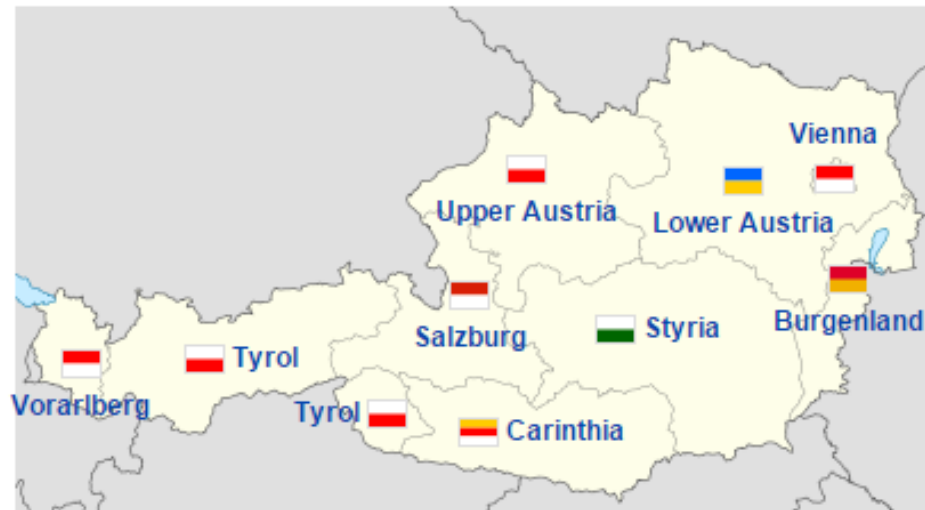 Vienna
Upper Austria
Lower Austria
Salzburg
Styria
Burgenland
Tyrol
Vorarlberg
Tyrol
Carinthia